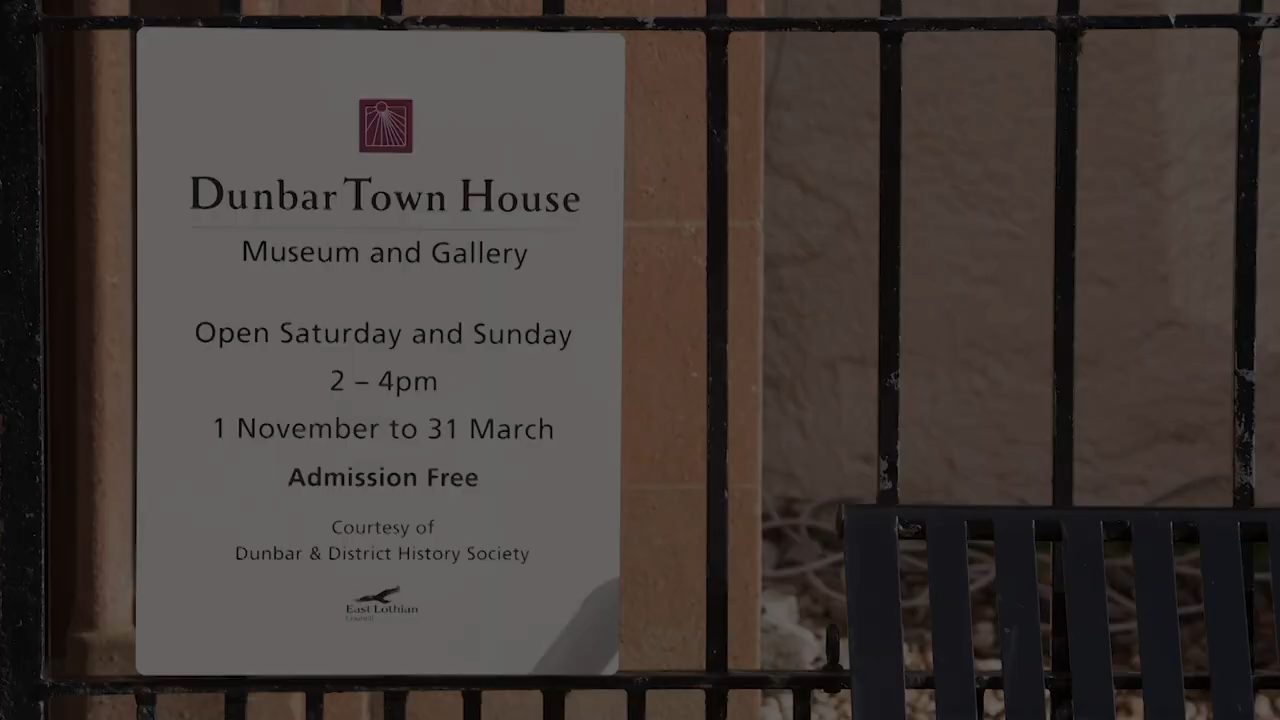 Dunbar Town House
Museum and Gallery
Open Saturday and Sunday
2 – 4pm
1 November to 31 March
Admission Free
Courtesy of
Dunbar & District History Society
East Lothian
Council